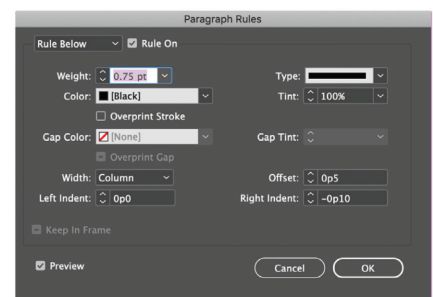 Paragraph Rules
Rule Below Rule On
Weight: 0.75 pt Type:
Color: [Black] Tint: 100%
Overprint Stroke
Gap Color: [None] Gap Tint:
Overprint Gap
Width: Column Offset: 0p5
Left Indent: 0p0 Right Indent: -0p10
Keep In Frame
Preview Cancel OK